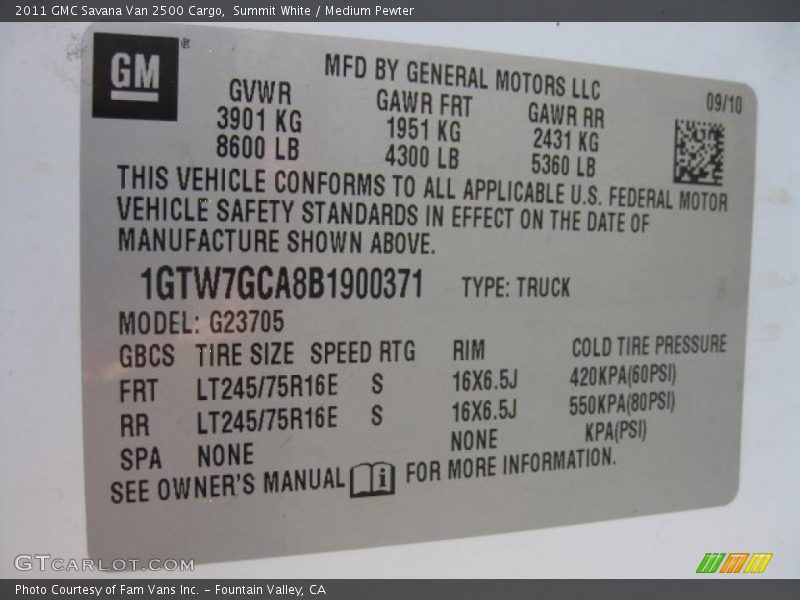 2011 GMC Savana Van 2500 Cargo,  Summit White / Medium Pewter
GM ®
MFD BY GENERAL MOTORS LLC
GVWR GAWR FRT GAWR RR 09/10
3901 KG 1951 KG 2431 KG
8600 LB 4300 LB 5360 LB
THIS VEHICLE CONFORMS TO ALL APPLICABLE U.S. FEDERAL MOTOR
VEHICLE SAFETY STANDARDS IN EFFECT ON THE DATE OF
MANUFACTURE SHOWN ABOVE.
1GTW7GCA8B1900371 TYPE: TRUCK
MODEL: G23705
GBCS TIRE SIZE SPEED RTG RIM COLD TIRE PRESSURE
FRT LT245/75R16E S 16X6.5J 420KPA(60PSI)
RR LT245/75R16E S 16X6.5J 550KPA(80PSI)
SPA NONE NONE KPA(PSI)
SEE OWNER'S MANUAL i FOR MORE INFORMATION.
GTCARLOT.COM
Photo Courtesy of Fam Vans Inc. - Fountain Valley, CA